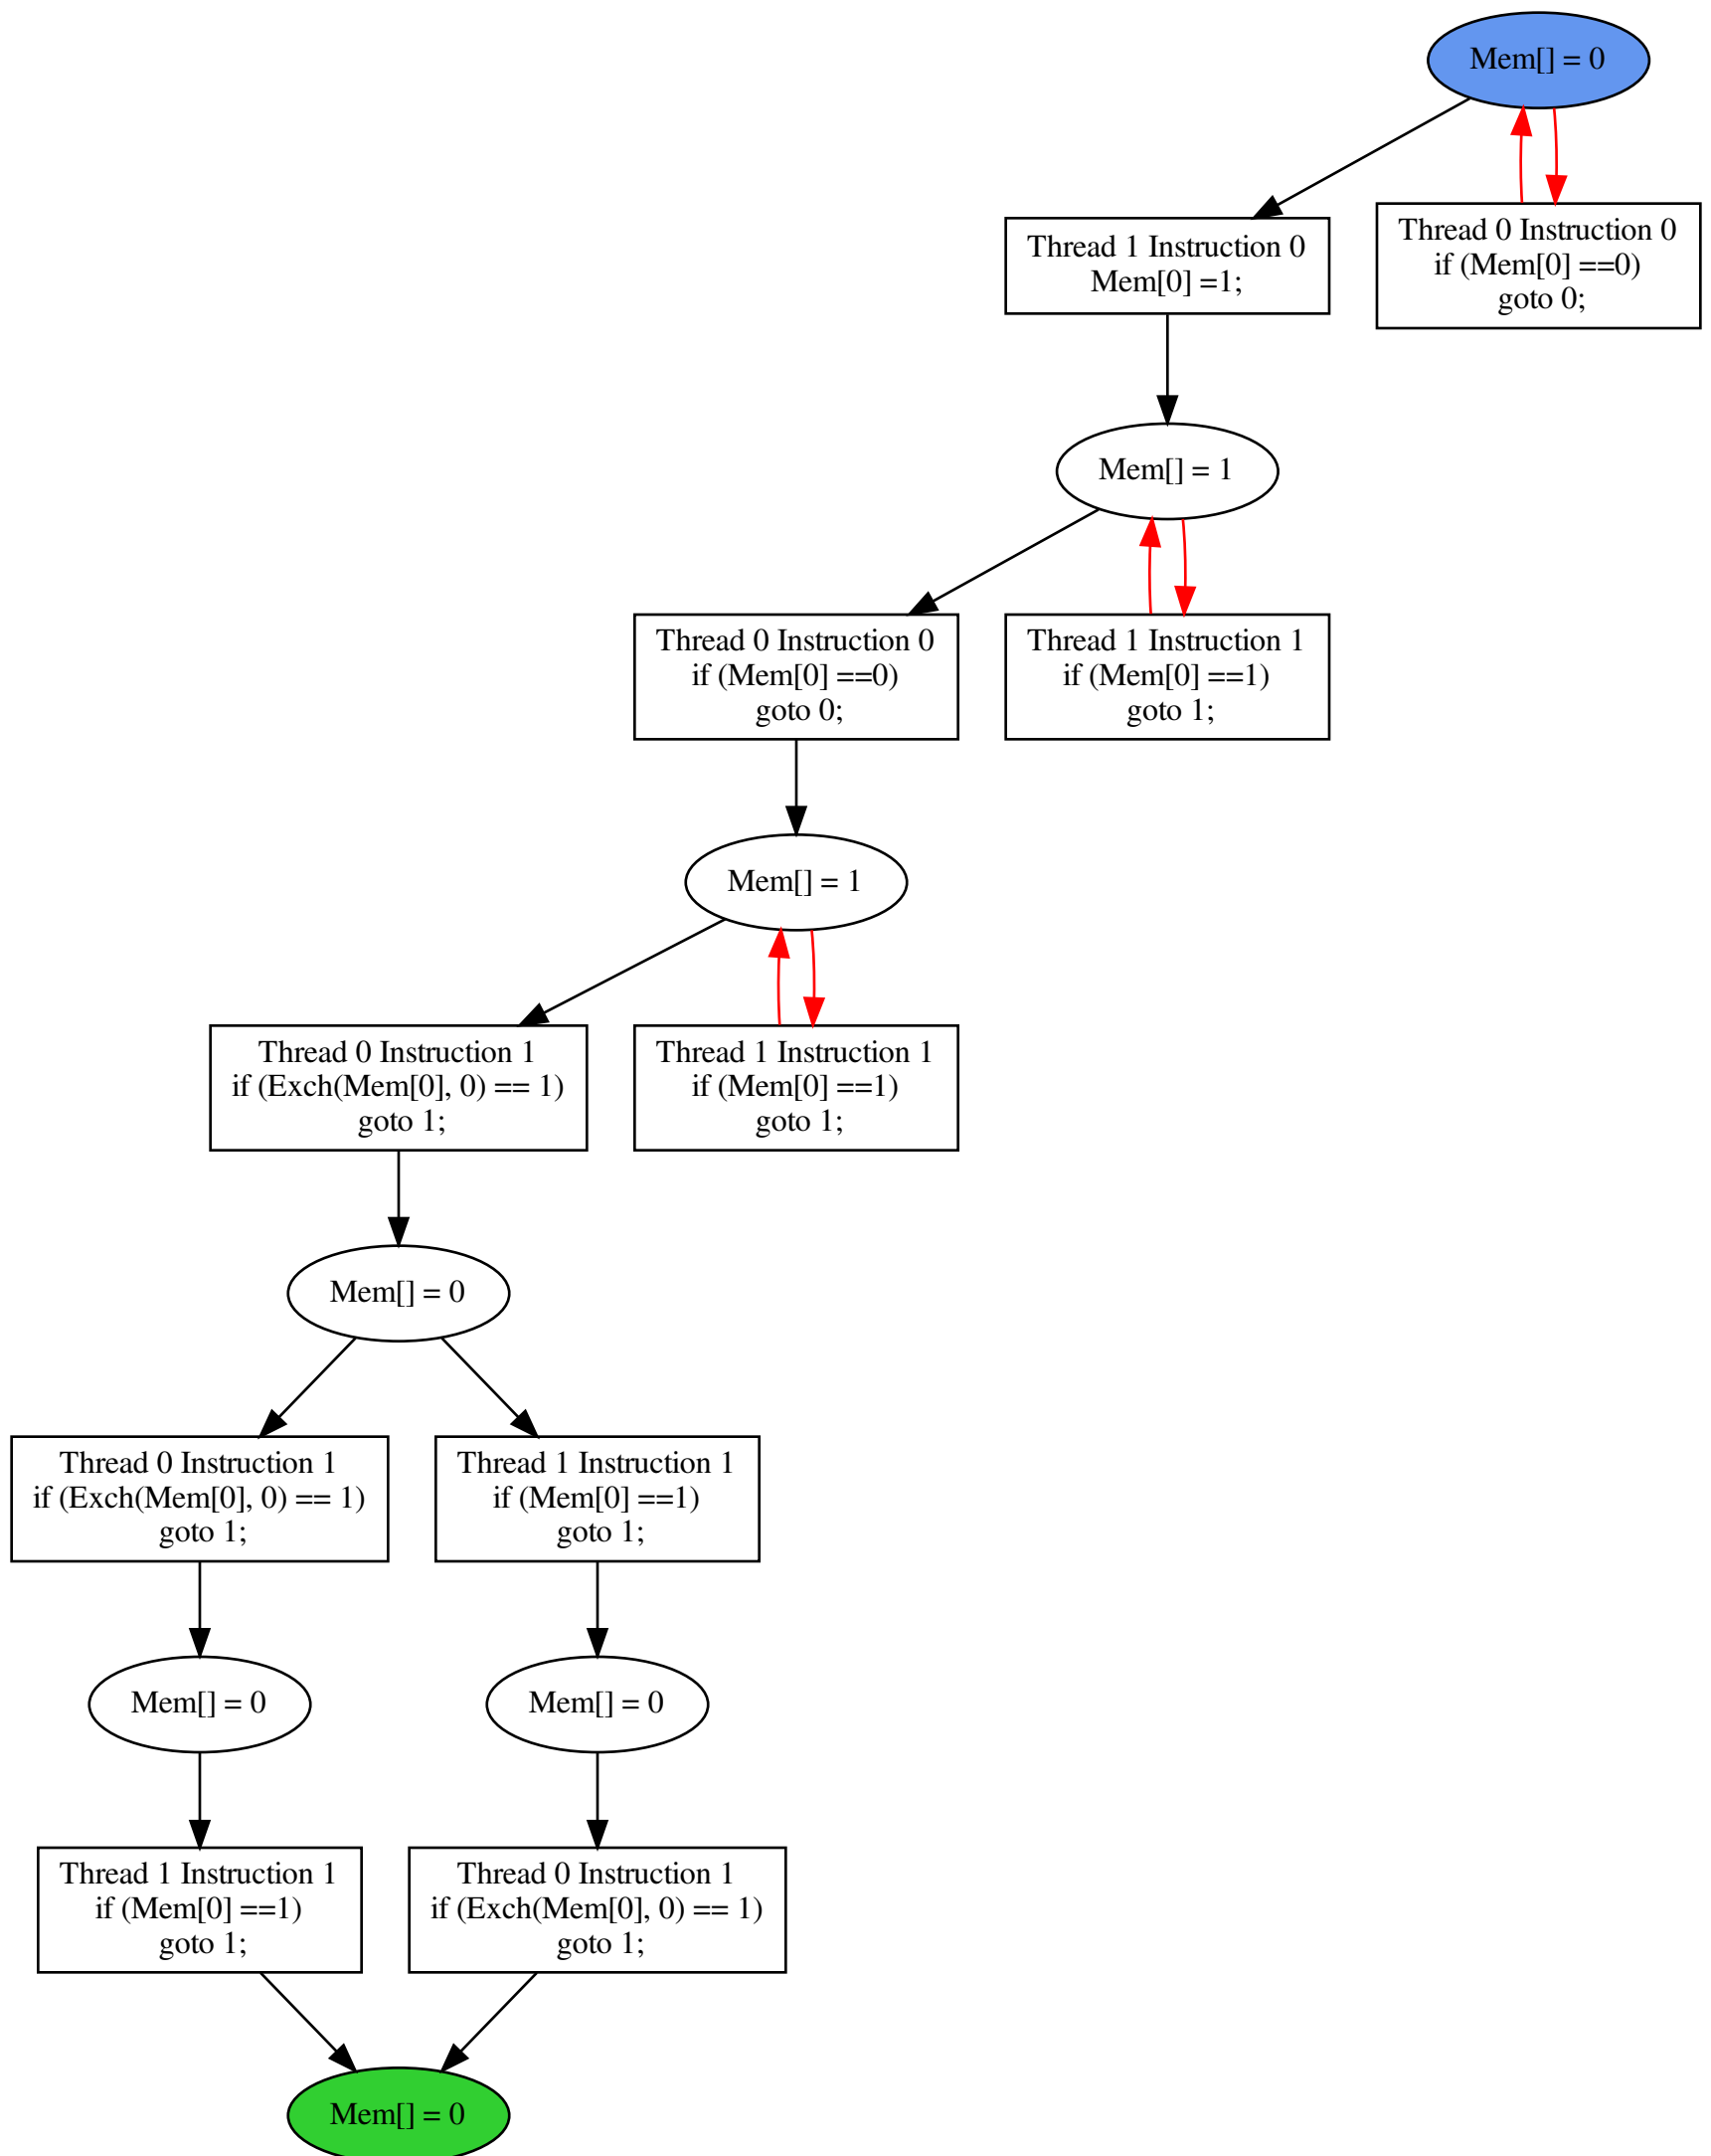 Mem[] = 0
Thread 1 Instruction 0
Mem[0] =1;
Thread 0 Instruction 0
if (Mem[0] ==0)
goto 0;
Mem[] = 1
Thread 0 Instruction 0
if (Mem[0] ==0)
goto 0;
Thread 1 Instruction 1
if (Mem[0] ==1)
goto 1;
Mem[] = 1
Thread 0 Instruction 1
if (Exch(Mem[0], 0) == 1)
goto 1;
Thread 1 Instruction 1
if (Mem[0] ==1)
goto 1;
Mem[] = 0
Thread 0 Instruction 1
if (Exch(Mem[0], 0) == 1)
goto 1;
Thread 1 Instruction 1
if (Mem[0] ==1)
goto 1;
Mem[] = 0
Mem[] = 0
Thread 1 Instruction 1
if (Mem[0] ==1)
goto 1;
Thread 0 Instruction 1
if (Exch(Mem[0], 0) == 1)
goto 1;
Mem[] = 0